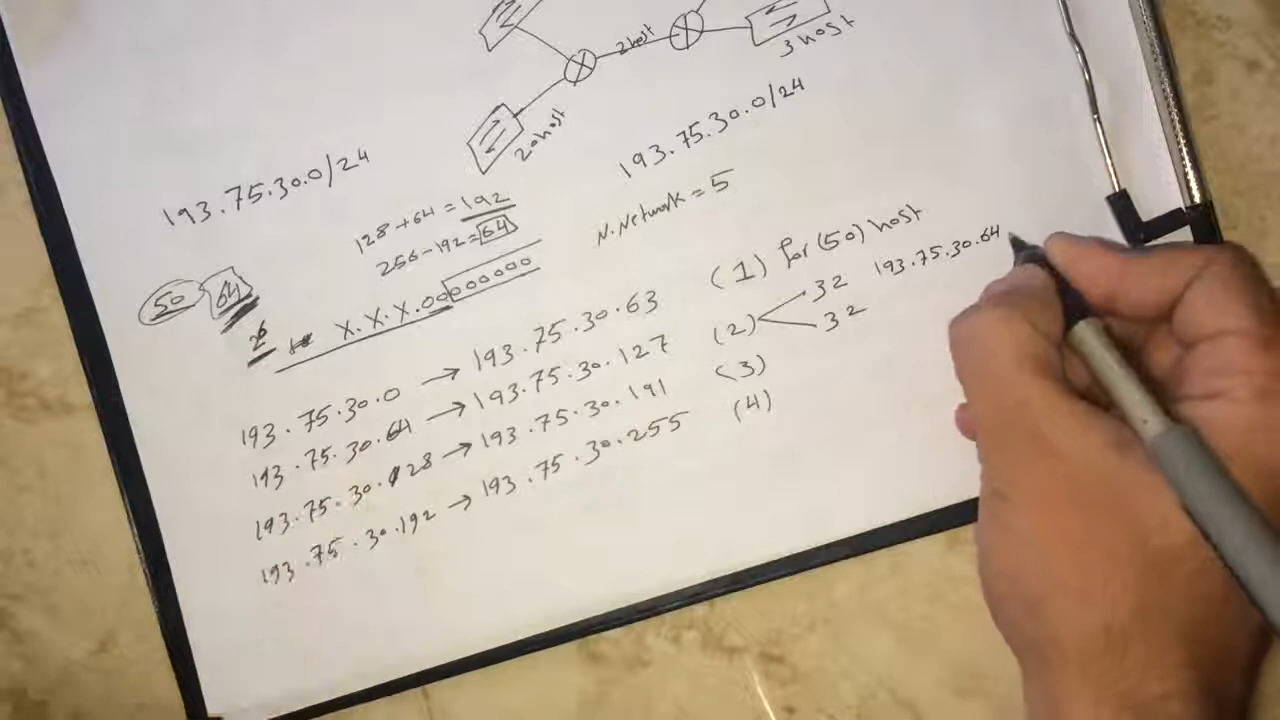 2host
3 host
20host
193.75.30.0/24
193.75.30.0/24
128+64=192
256-192=64
N.Network=5
50 64
2^6
X.X.X.00000000
(1) for (50) host
193.75.30.0 → 193.75.30.63
(2) 32 193.75.30.64
32
193.75.30.64 → 193.75.30.127
(3)
193.75.30.128 → 193.75.30.191
(4)
193.75.30.192 → 193.75.30.255